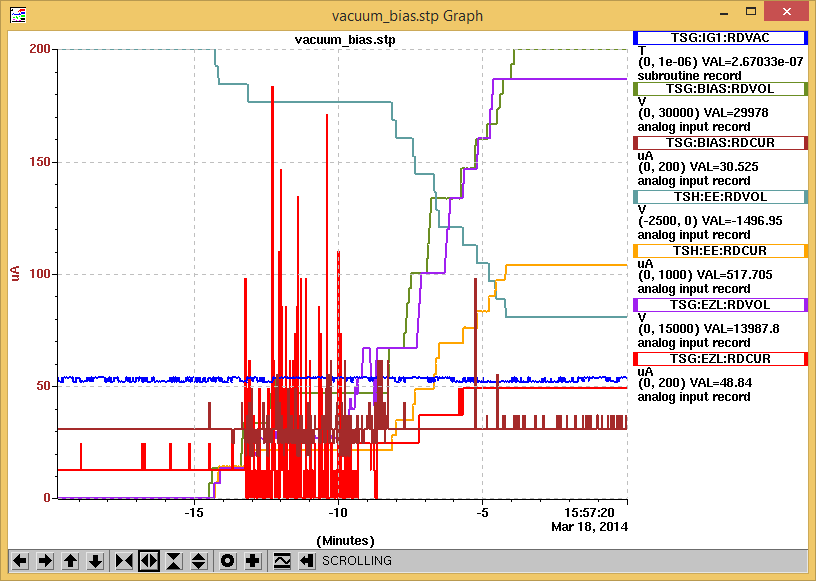 vacuum_bias.stp Graph
vacuum_bias.stp
200
150
100
50
0
uA
-15
-10
-5
15:57:20
Mar 18, 2014
(Minutes)
TSG:IG1:RDVAC
T
(0, 1e-06) VAL=2.67033e-07
subroutine record
TSG:BIAS:RDVOL
V
(0, 30000) VAL=29978
analog input record
TSG:BIAS:RDCUR
uA
(0, 200) VAL=30.525
analog input record
TSH:EE:RDVOL
V
(-2500, 0) VAL=-1496.95
analog input record
TSH:EE:RDCUR
uA
(0, 1000) VAL=517.705
analog input record
TSG:EZL:RDVOL
V
(0, 15000) VAL=13987.8
analog input record
TSG:EZL:RDCUR
uA
(0, 200) VAL=48.84
analog input record
SCROLLING